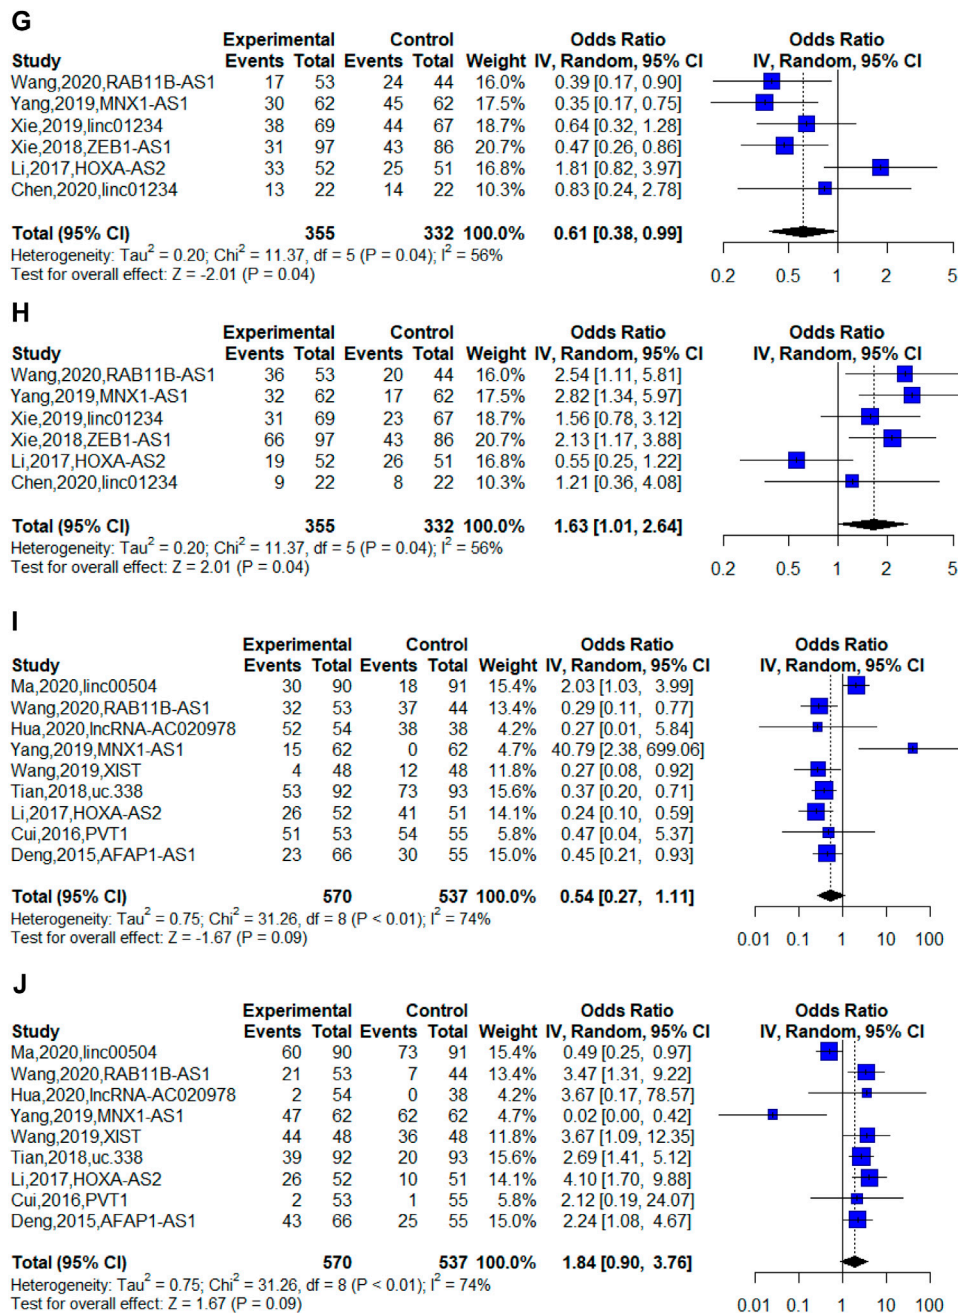 G
Experimental Control Odds Ratio Odds Ratio
Study Events Total Events Total Weight IV, Random, 95% CI IV, Random, 95% CI
Wang,2020,RAB11B-AS1 17 53 24 44 16.0% 0.39 [0.17, 0.90]
Yang,2019,MNX1-AS1 30 62 45 62 17.5% 0.35 [0.17, 0.75]
Xie,2019,linc01234 38 69 44 67 18.7% 0.64 [0.32, 1.28]
Xie,2018,ZEB1-AS1 31 97 43 86 20.7% 0.47 [0.26, 0.86]
Li,2017,HOXA-AS2 33 52 25 51 16.8% 1.81 [0.82, 3.97]
Chen,2020,linc01234 13 22 14 22 10.3% 0.83 [0.24, 2.78]
Total (95% CI) 355 332 100.0% 0.61 [0.38, 0.99]
Heterogeneity: Tau² = 0.20; Chi² = 11.37, df = 5 (P = 0.04); I² = 56%
Test for overall effect: Z = -2.01 (P = 0.04)
0.2 0.5 1 2 5
H
Experimental Control Odds Ratio Odds Ratio
Study Events Total Events Total Weight IV, Random, 95% CI IV, Random, 95% CI
Wang,2020,RAB11B-AS1 36 53 20 44 16.0% 2.54 [1.11, 5.81]
Yang,2019,MNX1-AS1 32 62 17 62 17.5% 2.82 [1.34, 5.97]
Xie,2019,linc01234 31 69 23 67 18.7% 1.56 [0.78, 3.12]
Xie,2018,ZEB1-AS1 66 97 43 86 20.7% 2.13 [1.17, 3.88]
Li,2017,HOXA-AS2 19 52 26 51 16.8% 0.55 [0.25, 1.22]
Chen,2020,linc01234 9 22 8 22 10.3% 1.21 [0.36, 4.08]
Total (95% CI) 355 332 100.0% 1.63 [1.01, 2.64]
Heterogeneity: Tau² = 0.20; Chi² = 11.37, df = 5 (P = 0.04); I² = 56%
Test for overall effect: Z = 2.01 (P = 0.04)
0.2 0.5 1 2 5
I
Experimental Control Odds Ratio Odds Ratio
Study Events Total Events Total Weight IV, Random, 95% CI IV, Random, 95% CI
Ma,2020,linc00504 30 90 18 91 15.4% 2.03 [1.03, 3.99]
Wang,2020,RAB11B-AS1 32 53 37 44 13.4% 0.29 [0.11, 0.77]
Hua,2020,lncRNA-AC020978 52 54 38 38 4.2% 0.27 [0.01, 5.84]
Yang,2019,MNX1-AS1 15 62 0 62 4.7% 40.79 [2.38, 699.06]
Wang,2019,XIST 4 48 12 48 11.8% 0.27 [0.08, 0.92]
Tian,2018,uc.338 53 92 73 93 15.6% 0.37 [0.20, 0.71]
Li,2017,HOXA-AS2 26 52 41 51 14.1% 0.24 [0.10, 0.59]
Cui,2016,PVT1 51 53 54 55 5.8% 0.47 [0.04, 5.37]
Deng,2015,AFAP1-AS1 23 66 30 55 15.0% 0.45 [0.21, 0.93]
Total (95% CI) 570 537 100.0% 0.54 [0.27, 1.11]
Heterogeneity: Tau² = 0.75; Chi² = 31.26, df = 8 (P < 0.01); I² = 74%
Test for overall effect: Z = -1.67 (P = 0.09)
0.01 0.1 1 10 100
J
Experimental Control Odds Ratio Odds Ratio
Study Events Total Events Total Weight IV, Random, 95% CI IV, Random, 95% CI
Ma,2020,linc00504 60 90 73 91 15.4% 0.49 [0.25, 0.97]
Wang,2020,RAB11B-AS1 21 53 7 44 13.4% 3.47 [1.31, 9.22]
Hua,2020,lncRNA-AC020978 2 54 0 38 4.2% 3.67 [0.17, 78.57]
Yang,2019,MNX1-AS1 47 62 62 62 4.7% 0.02 [0.00, 0.42]
Wang,2019,XIST 44 48 36 48 11.8% 3.67 [1.09, 12.35]
Tian,2018,uc.338 39 92 20 93 15.6% 2.69 [1.41, 5.12]
Li,2017,HOXA-AS2 26 52 10 51 14.1% 4.10 [1.70, 9.88]
Cui,2016,PVT1 2 53 1 55 5.8% 2.12 [0.19, 24.07]
Deng,2015,AFAP1-AS1 43 66 25 55 15.0% 2.24 [1.08, 4.67]
Total (95% CI) 570 537 100.0% 1.84 [0.90, 3.76]
Heterogeneity: Tau² = 0.75; Chi² = 31.26, df = 8 (P < 0.01); I² = 74%
Test for overall effect: Z = 1.67 (P = 0.09)
0.1 1 10